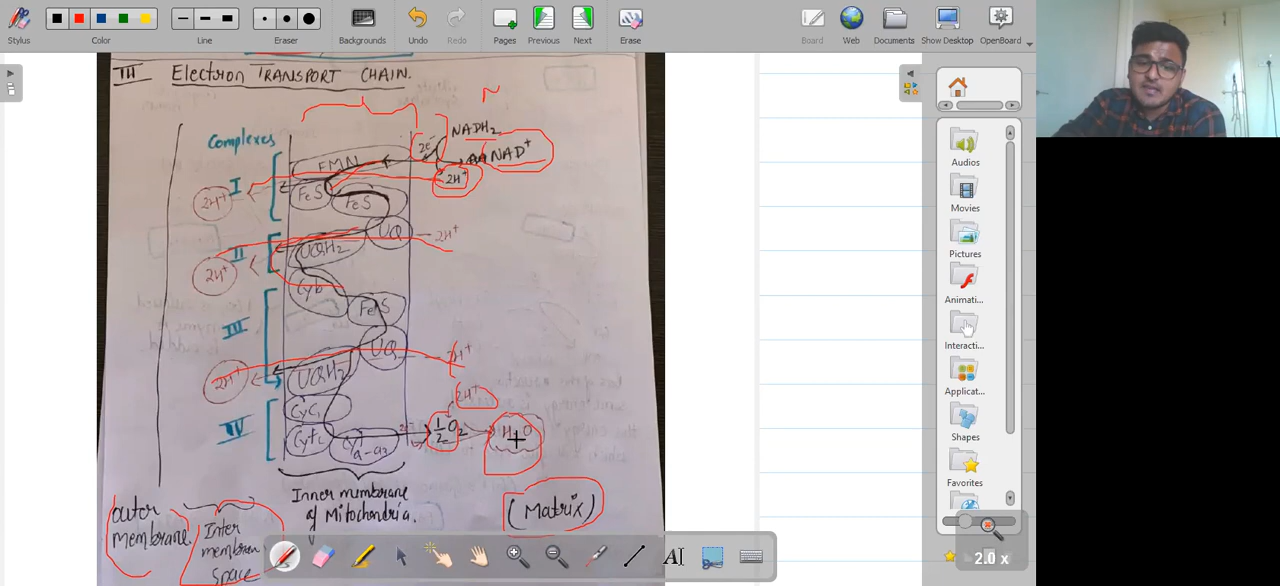 Stylus
Color
Line
Eraser
Backgrounds
Undo
Redo
Pages
Previous
Next
Erase
Board
Web
Documents
Show Desktop
OpenBoard
III Electron TRANSPORT CHAIN.
Complexes
NADH2
2e-
NAD+
2H+
FMN
I
2H+
FeS
FeS
UQ
2H+
II
UQH2
2H+
Cyb
FeS
III
UQ
2H+
UQH2
2H+
2H+
CyC1
IV
Cytc
Cyt
a-a3
1/2 O2
H2O
Inner membrane
of Mitochondria.
(Matrix)
outer
membrane
Inter
membran
space
Audios
Movies
Pictures
Animati...
Interacti...
Applicat...
Shapes
Favorites
2.0 x